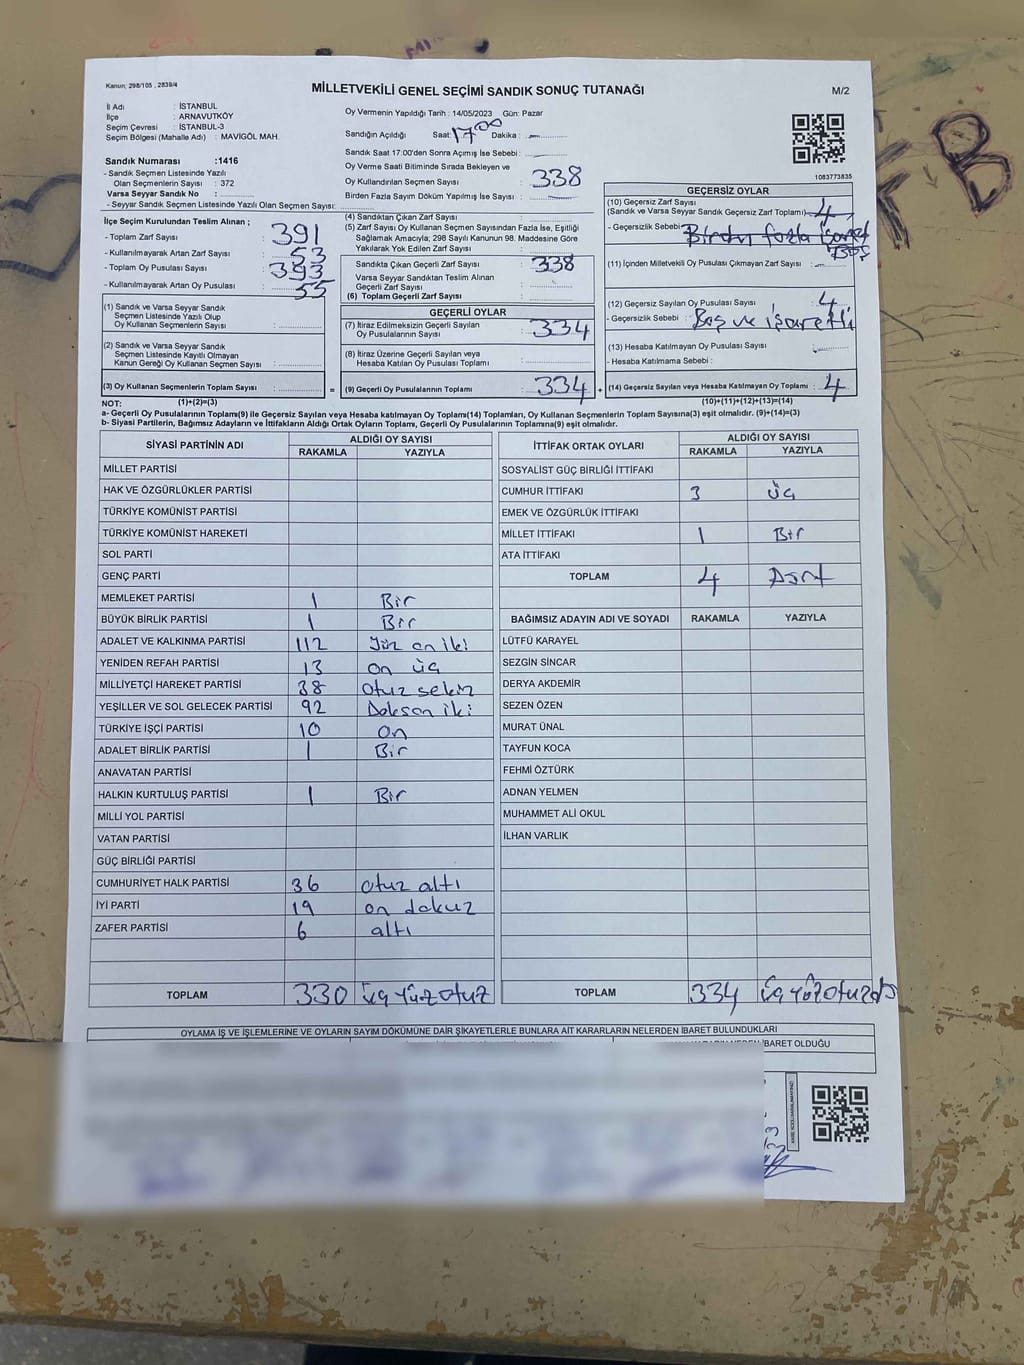 Kanun; 298/105 , 2839/4
MİLLETVEKİLİ GENEL SEÇİMİ SANDIK SONUÇ TUTANAĞI
M/2
İl Adı : İSTANBUL
İlçe : ARNAVUTKÖY
Seçim Çevresi : İSTANBUL-3
Seçim Bölgesi (Mahalle Adı) : MAVİGÖL MAH.
Sandık Numarası :1416
- Sandık Seçmen Listesinde Yazılı
Olan Seçmenlerin Sayısı : 372
Varsa Seyyar Sandık No :
- Seyyar Sandık Seçmen Listesinde Yazılı Olan Seçmen Sayısı:
Oy Vermenin Yapıldığı Tarih : 14/05/2023 Gün: Pazar
Sandığın Açıldığı Saat: 17:00 Dakika :
Sandık Saat 17:00'den Sonra Açımış İse Sebebi :
Oy Verme Saati Bitiminde Sırada Bekleyen ve
Oy Kullandırılan Seçmen Sayısı : 338
Birden Fazla Sayım Döküm Yapılmış İse Sayısı :
1083773835
İlçe Seçim Kurulundan Teslim Alınan ;
- Toplam Zarf Sayısı : 391
- Kullanılmayarak Artan Zarf Sayısı : 53
- Toplam Oy Pusulası Sayısı : 393
- Kullanılmayarak Artan Oy Pusulası : 55
(4) Sandıktan Çıkan Zarf Sayısı :
(5) Zarf Sayısı Oy Kullanan Seçmen Sayısından Fazla İse, Eşitliği
Sağlamak Amacıyla; 298 Sayılı Kanunun 98. Maddesine Göre
Yakılarak Yok Edilen Zarf Sayısı :
Sandıkta Çıkan Geçerli Zarf Sayısı : 338
Varsa Seyyar Sandıktan Teslim Alınan
Geçerli Zarf Sayısı :
(6) Toplam Geçerli Zarf Sayısı :
GEÇERSİZ OYLAR
(10) Geçersiz Zarf Sayısı
(Sandık ve Varsa Seyyar Sandık Geçersiz Zarf Toplamı) : 4
- Geçersizlik Sebebi : Birden fazla işaret
Boş
(11) İçinden Milletvekili Oy Pusulası Çıkmayan Zarf Sayısı :
(12) Geçersiz Sayılan Oy Pusulası Sayısı : 4
- Geçersizlik Sebebi : Boş ve işaretli
(13) Hesaba Katılmayan Oy Pusulası Sayısı :
- Hesaba Katılmama Sebebi :
(14) Geçersiz Sayılan veya Hesaba Katılmayan Oy Toplamı : 4
(10)+(11)+(12)+(13)=(14)
(1) Sandık ve Varsa Seyyar Sandık
Seçmen Listesinde Yazılı Olup
Oy Kullanan Seçmenlerin Sayısı :
(2) Sandık ve Varsa Seyyar Sandık
Seçmen Listesinde Kayıtlı Olmayan
Kanun Gereği Oy Kullanan Seçmen Sayısı :
(3) Oy Kullanan Seçmenlerin Toplam Sayısı :
=
(1)+(2)=(3)
GEÇERLİ OYLAR
(7) İtiraz Edilmeksizin Geçerli Sayılan
Oy Pusulalarının Sayısı : 334
(8) İtiraz Üzerine Geçerli Sayılan veya
Hesaba Katılan Oy Pusulası Toplamı :
(9) Geçerli Oy Pusulalarının Toplamı : 334
+
NOT:
a- Geçerli Oy Pusulalarının Toplamı(9) ile Geçersiz Sayılan veya Hesaba katılmayan Oy Toplam(14) Toplamları, Oy Kullanan Seçmenlerin Toplam Sayısına(3) eşit olmalıdır. (9)+(14)=(3)
b- Siyasi Partilerin, Bağımsız Adayların ve İttifakların Aldığı Ortak Oyların Toplamı, Geçerli Oy Pusulalarının Toplamına(9) eşit olmalıdır.
SİYASİ PARTİNİN ADI ALDIĞI OY SAYISI
RAKAMLA YAZIYLA
MİLLET PARTİSİ
HAK VE ÖZGÜRLÜKLER PARTİSİ
TÜRKİYE KOMÜNİST PARTİSİ
TÜRKİYE KOMÜNİST HAREKETİ
SOL PARTİ
GENÇ PARTİ
MEMLEKET PARTİSİ 1 Bir
BÜYÜK BİRLİK PARTİSİ 1 Bir
ADALET VE KALKINMA PARTİSİ 112 Yüz on iki
YENİDEN REFAH PARTİSİ 13 on üç
MİLLİYETÇİ HAREKET PARTİSİ 38 otuz sekiz
YEŞİLLER VE SOL GELECEK PARTİSİ 92 Doksan iki
TÜRKİYE İŞÇİ PARTİSİ 10 on
ADALET BİRLİK PARTİSİ 1 Bir
ANAVATAN PARTİSİ
HALKIN KURTULUŞ PARTİSİ 1 Bir
MİLLİ YOL PARTİSİ
VATAN PARTİSİ
GÜÇ BİRLİĞİ PARTİSİ
CUMHURİYET HALK PARTİSİ 36 otuz altı
İYİ PARTİ 19 on dokuz
ZAFER PARTİSİ 6 altı
TOPLAM 330 üç yüz otuz
İTTİFAK ORTAK OYLARI ALDIĞI OY SAYISI
RAKAMLA YAZIYLA
SOSYALİST GÜÇ BİRLİĞİ İTTİFAKI
CUMHUR İTTİFAKI 3 üç
EMEK VE ÖZGÜRLÜK İTTİFAKI
MİLLET İTTİFAKI 1 Bir
ATA İTTİFAKI
TOPLAM 4 Dört
BAĞIMSIZ ADAYIN ADI VE SOYADI RAKAMLA YAZIYLA
LÜTFÜ KARAYEL
SEZGİN SİNCAR
DERYA AKDEMİR
SEZEN ÖZEN
MURAT ÜNAL
TAYFUN KOCA
FEHMİ ÖZTÜRK
ADNAN YELMEN
MUHAMMET ALİ OKUL
İLHAN VARLIK
TOPLAM 334
OYLAMA İŞ VE İŞLEMLERİNE VE OYLARIN SAYIM DÖKÜMÜNE DAİR ŞİKAYETLERLE BUNLARA AİT KARARLARIN NELERDEN İBARET BULUNDUKLARI
İBARET OLDUĞU